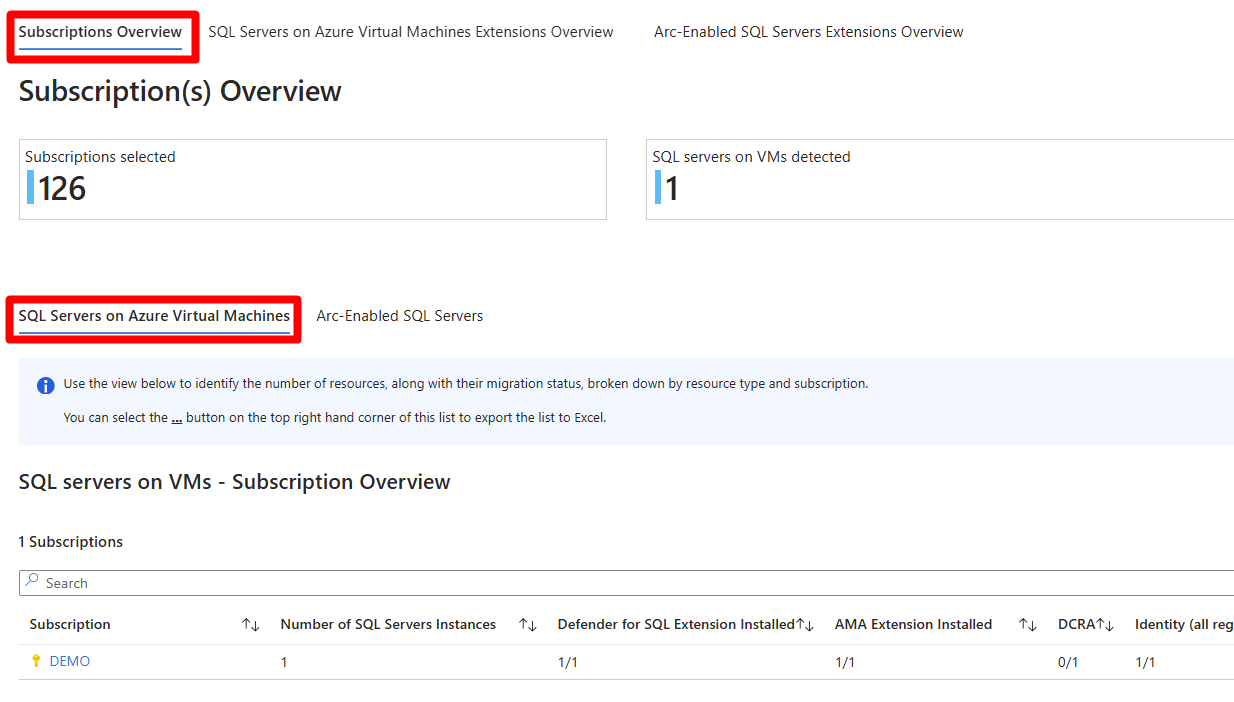 Subscriptions Overview SQL Servers on Azure Virtual Machines Extensions Overview Arc-Enabled SQL Servers Extensions Overview
Subscription(s) Overview
Subscriptions selected
126
SQL servers on VMs detected
1
SQL Servers on Azure Virtual Machines Arc-Enabled SQL Servers
Use the view below to identify the number of resources, along with their migration status, broken down by resource type and subscription.
You can select the ... button on the top right hand corner of this list to export the list to Excel.
SQL servers on VMs - Subscription Overview
1 Subscriptions
Search
Subscription Number of SQL Servers Instances Defender for SQL Extension Installed AMA Extension Installed DCRA Identity (all reg
DEMO 1 1/1 1/1 0/1 1/1